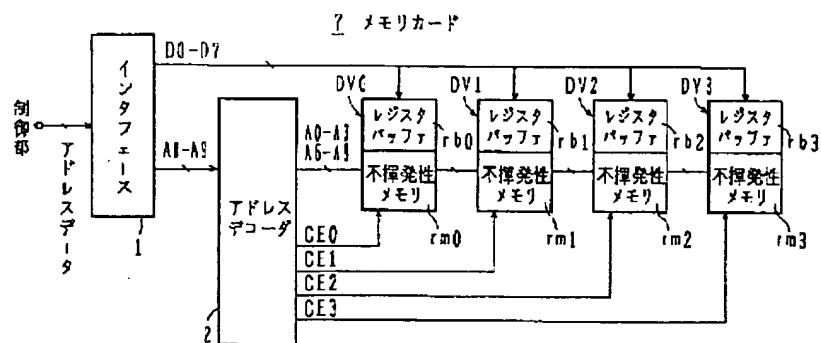 7 メモリカード
D0-D7
制御部
アドレスデータ
インタフェース
1
A0-A9
アドレスデコーダ
2
A0-A3
A6-A9
CE0
CE1
CE2
CE3
DV0
レジスタバッファ
rb0
不揮発性メモリ
rm0
DV1
レジスタバッファ
rb1
不揮発性メモリ
rm1
DV2
レジスタバッファ
rb2
不揮発性メモリ
rm2
DV3
レジスタバッファ
rb3
不揮発性メモリ
rm3